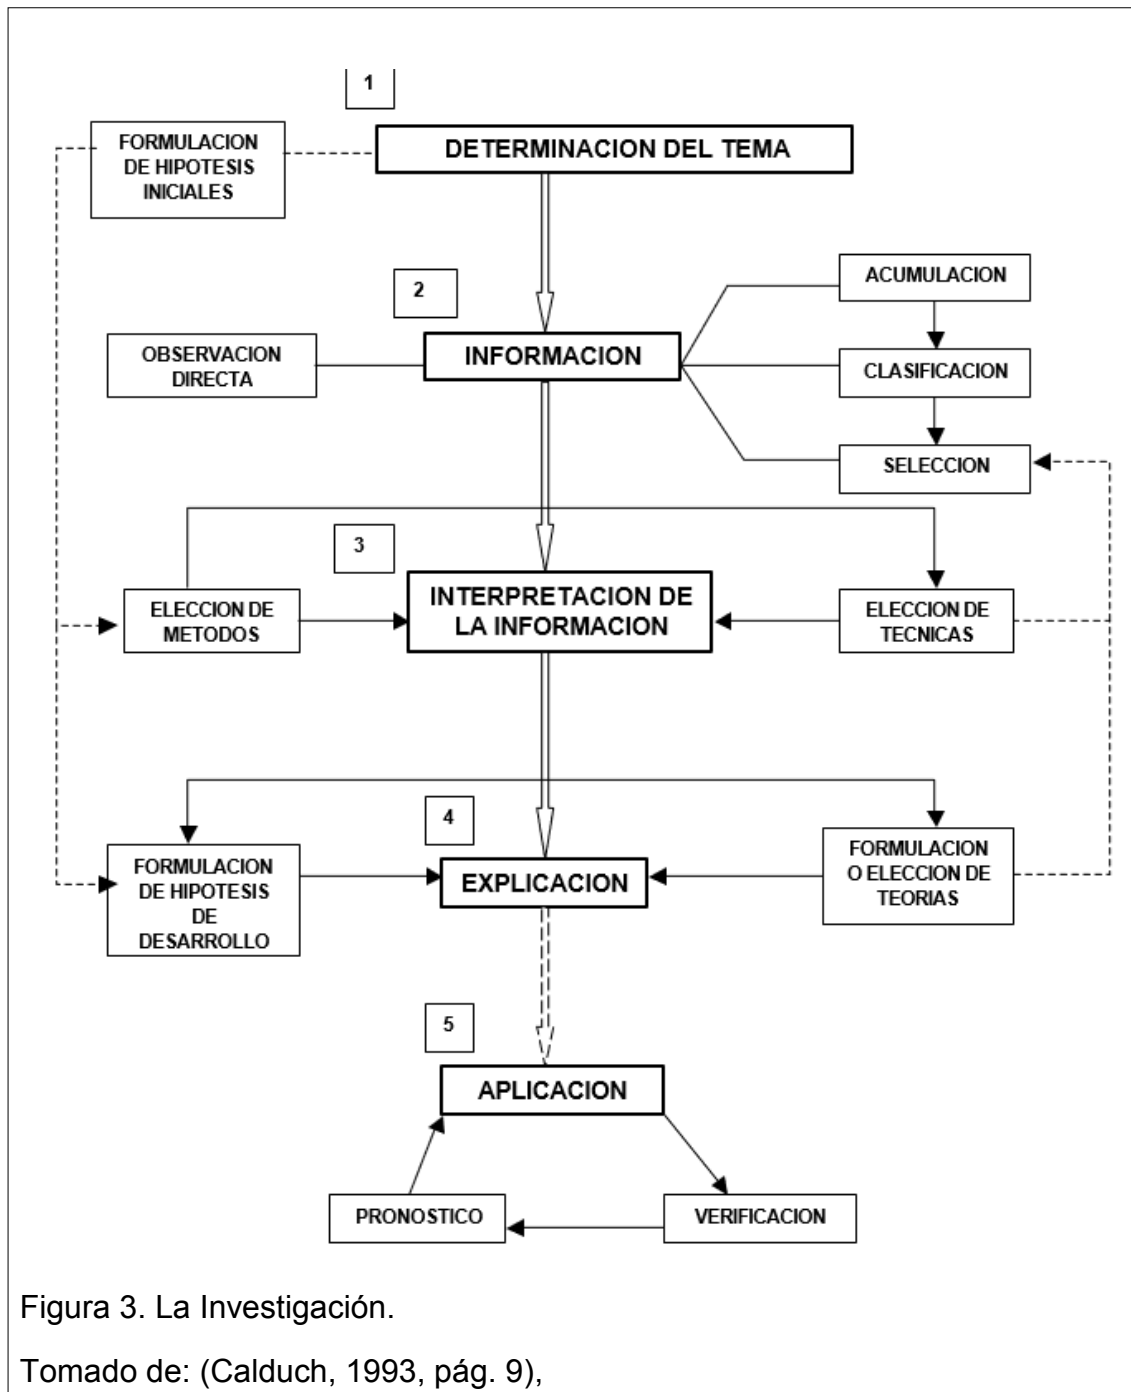 1
FORMULACION
DE HIPOTESIS
INICIALES
DETERMINACION DEL TEMA
2
ACUMULACION
OBSERVACION
DIRECTA
INFORMACION
CLASIFICACION
SELECCION
3
ELECCION DE
METODOS
INTERPRETACION DE
LA INFORMACION
ELECCION DE
TECNICAS
4
FORMULACION
DE HIPOTESIS
DE
DESARROLLO
EXPLICACION
FORMULACION
O ELECCION DE
TEORIAS
5
APLICACION
PRONOSTICO
VERIFICACION
Figura 3. La Investigación.
Tomado de: (Calduch, 1993, pág. 9),